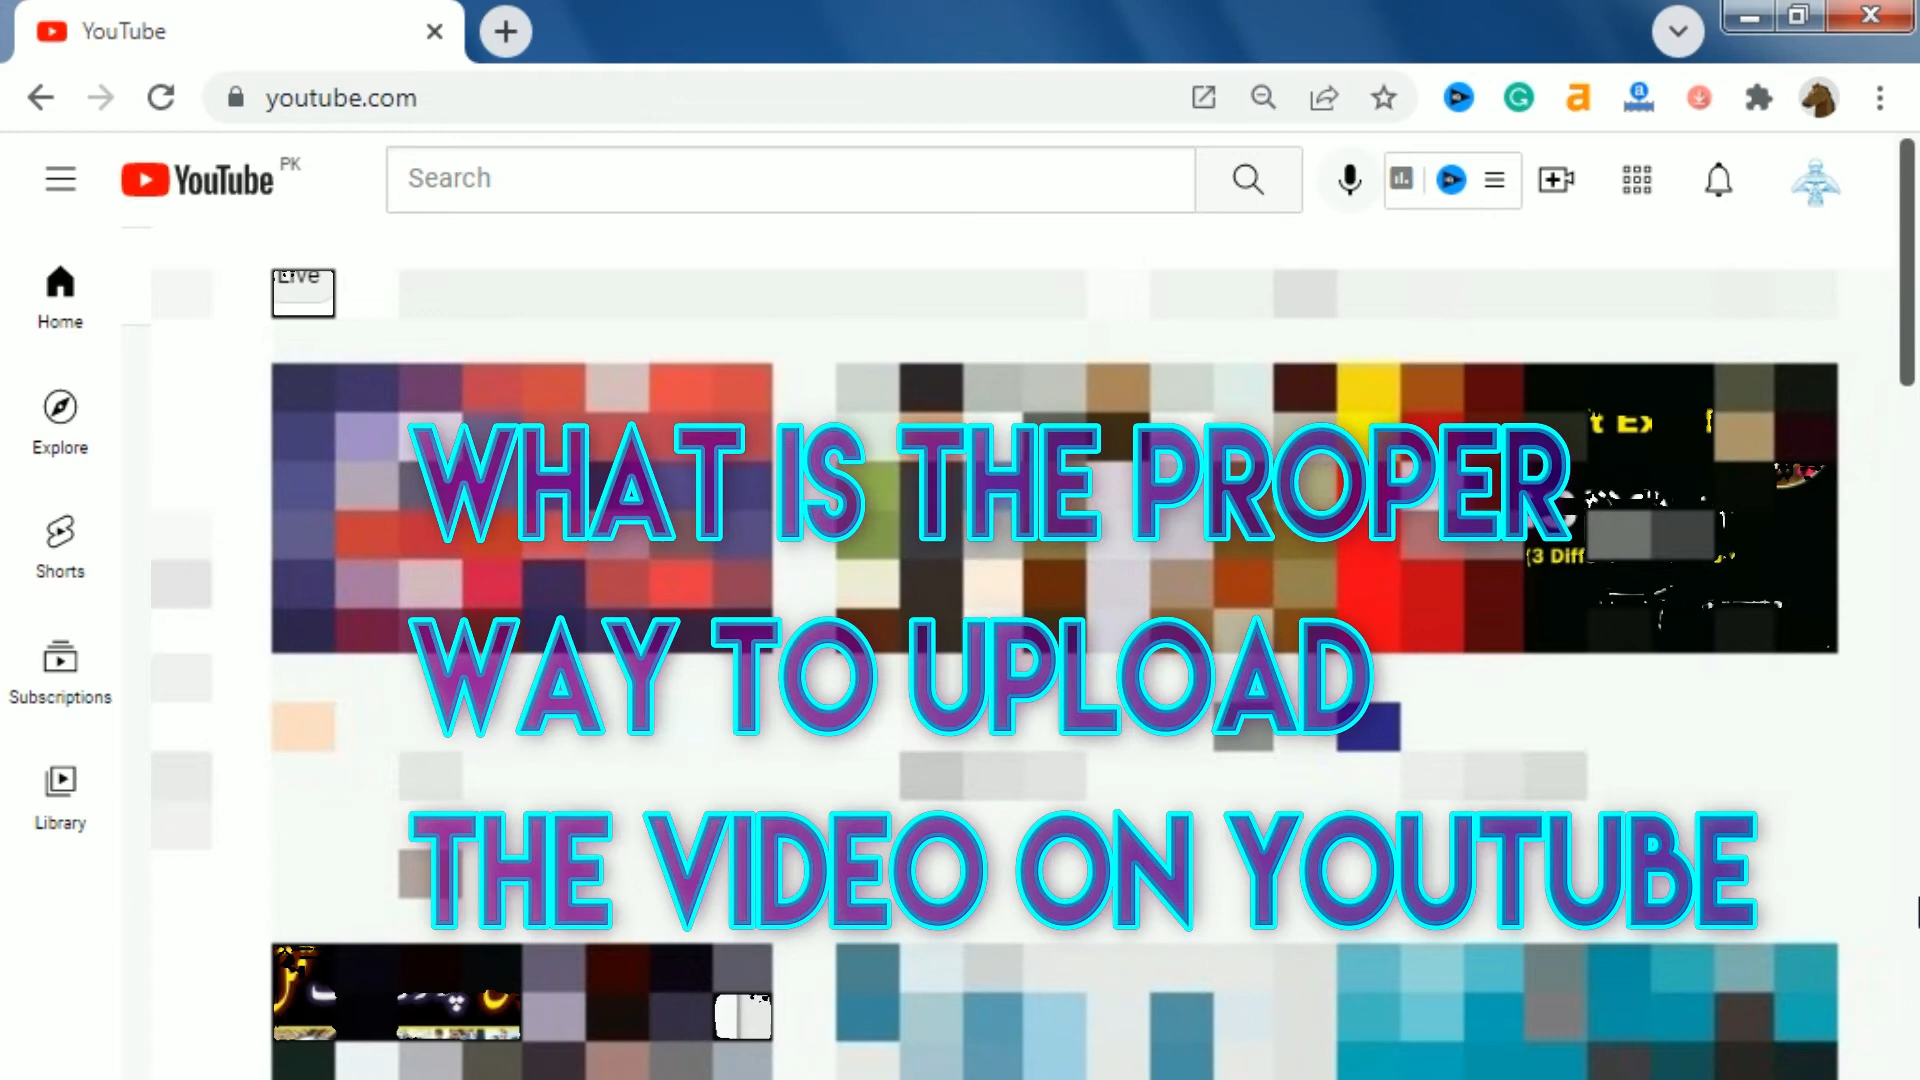 YouTube
youtube.com
YouTube PK
Search
Home
Live
Explore
Shorts
Subscriptions
Library
WHAT IS THE PROPER
WAY TO UPLOAD
THE VIDEO ON YOUTUBE